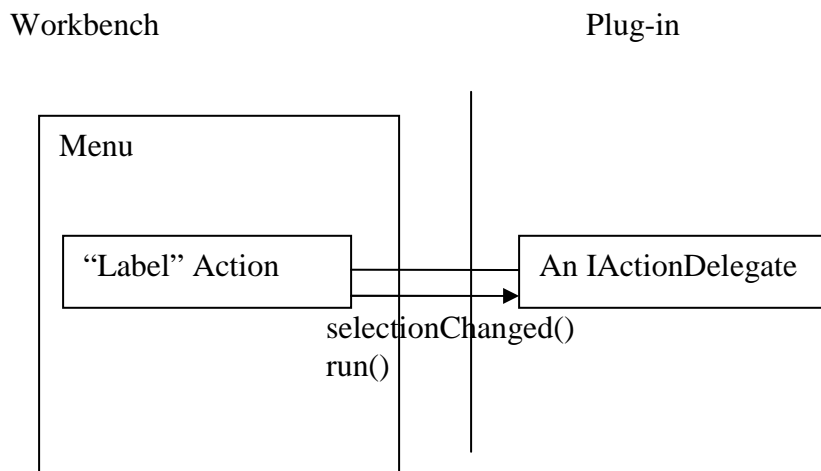 Workbench
Plug-in
Menu
“Label” Action
An IActionDelegate
selectionChanged()
run()